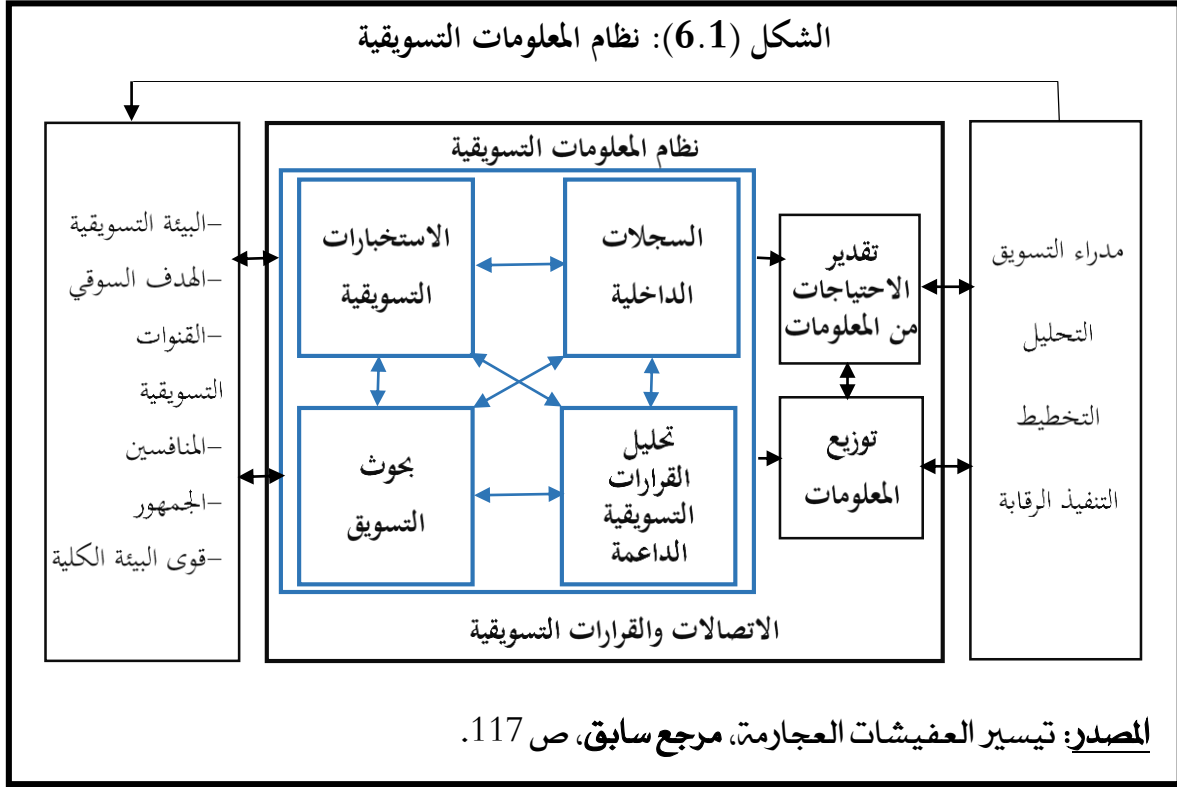 الشكل (6.1): نظام المعلومات التسويقية
مدراء التسويق
التحليل
التخطيط
التنفيذ الرقابة
نظام المعلومات التسويقية
تقدير
الاحتياجات
من المعلومات
توزيع
المعلومات
السجلات
الداخلية
الاستخبارات
التسويقية
تحليل
القرارات
التسويقية
الداعمة
بحوث
التسويق
الاتصالات والقرارات التسويقية
-البيئة التسويقية
-الهدف السوقي
-القنوات
التسويقية
-المنافسين
-الجمهور
-قوى البيئة الكلية
المصدر: تيسير العفيشات العجارمة، مرجع سابق، ص 117.